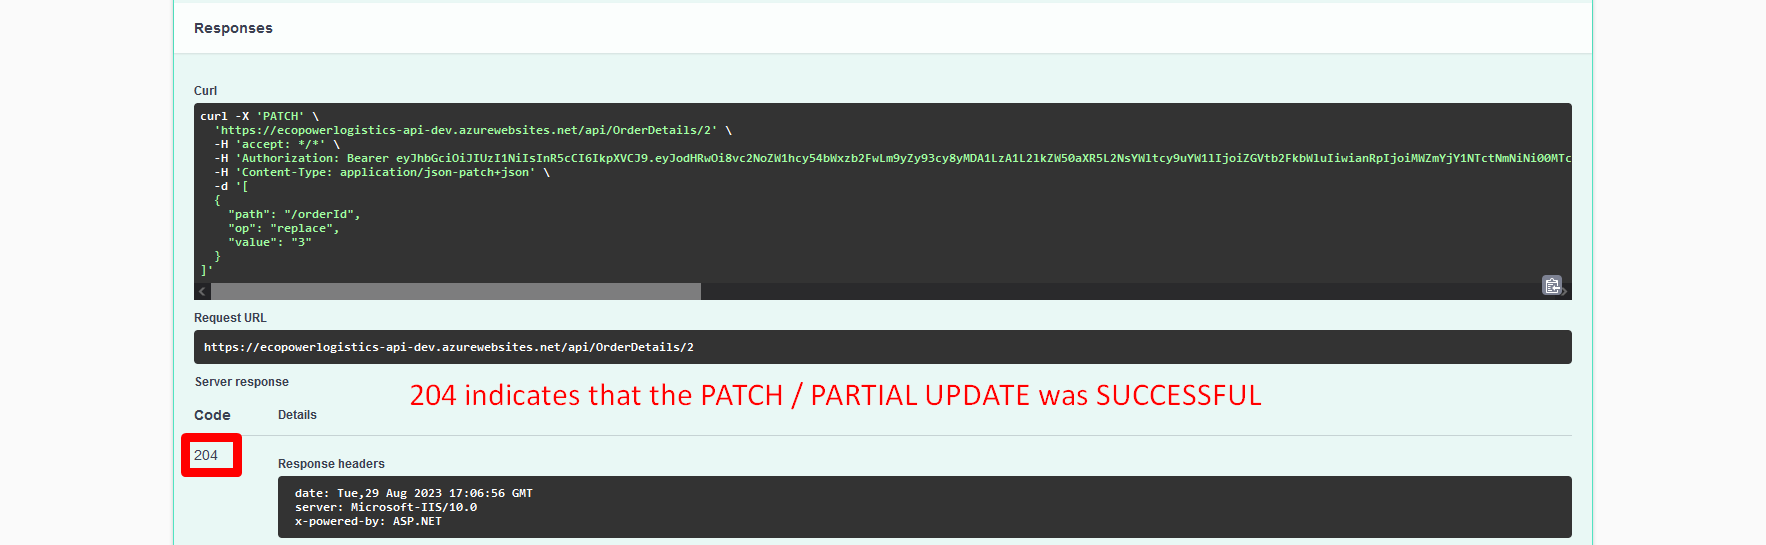 Responses
Curl
curl -X 'PATCH' \
'https://ecopowerlogistics-api-dev.azurewebsites.net/api/OrderDetails/2' \
-H 'accept: */*' \
-H 'Authorization: Bearer eyJhbGciOiJIUzI1NiIsInR5cCI6IkpXVCJ9.eyJodHRwOi8vc2NoZW1hcy54bWxzb2FwLm9yZy93cy8yMDA1LzA1L2lkZW50aXR5L2NsYWltcy9uYW1lIjoiZGVtb2FkbWluIiwianRpIjoiMWZmYjY1NTctNmNiNi00MTc
-H 'Content-Type: application/json-patch+json' \
-d '[
{
"path": "/orderId",
"op": "replace",
"value": "3"
}
]'
Request URL
https://ecopowerlogistics-api-dev.azurewebsites.net/api/OrderDetails/2
Server response
204 indicates that the PATCH / PARTIAL UPDATE was SUCCESSFUL
Code Details
204
Response headers
date: Tue,29 Aug 2023 17:06:56 GMT
server: Microsoft-IIS/10.0
x-powered-by: ASP.NET